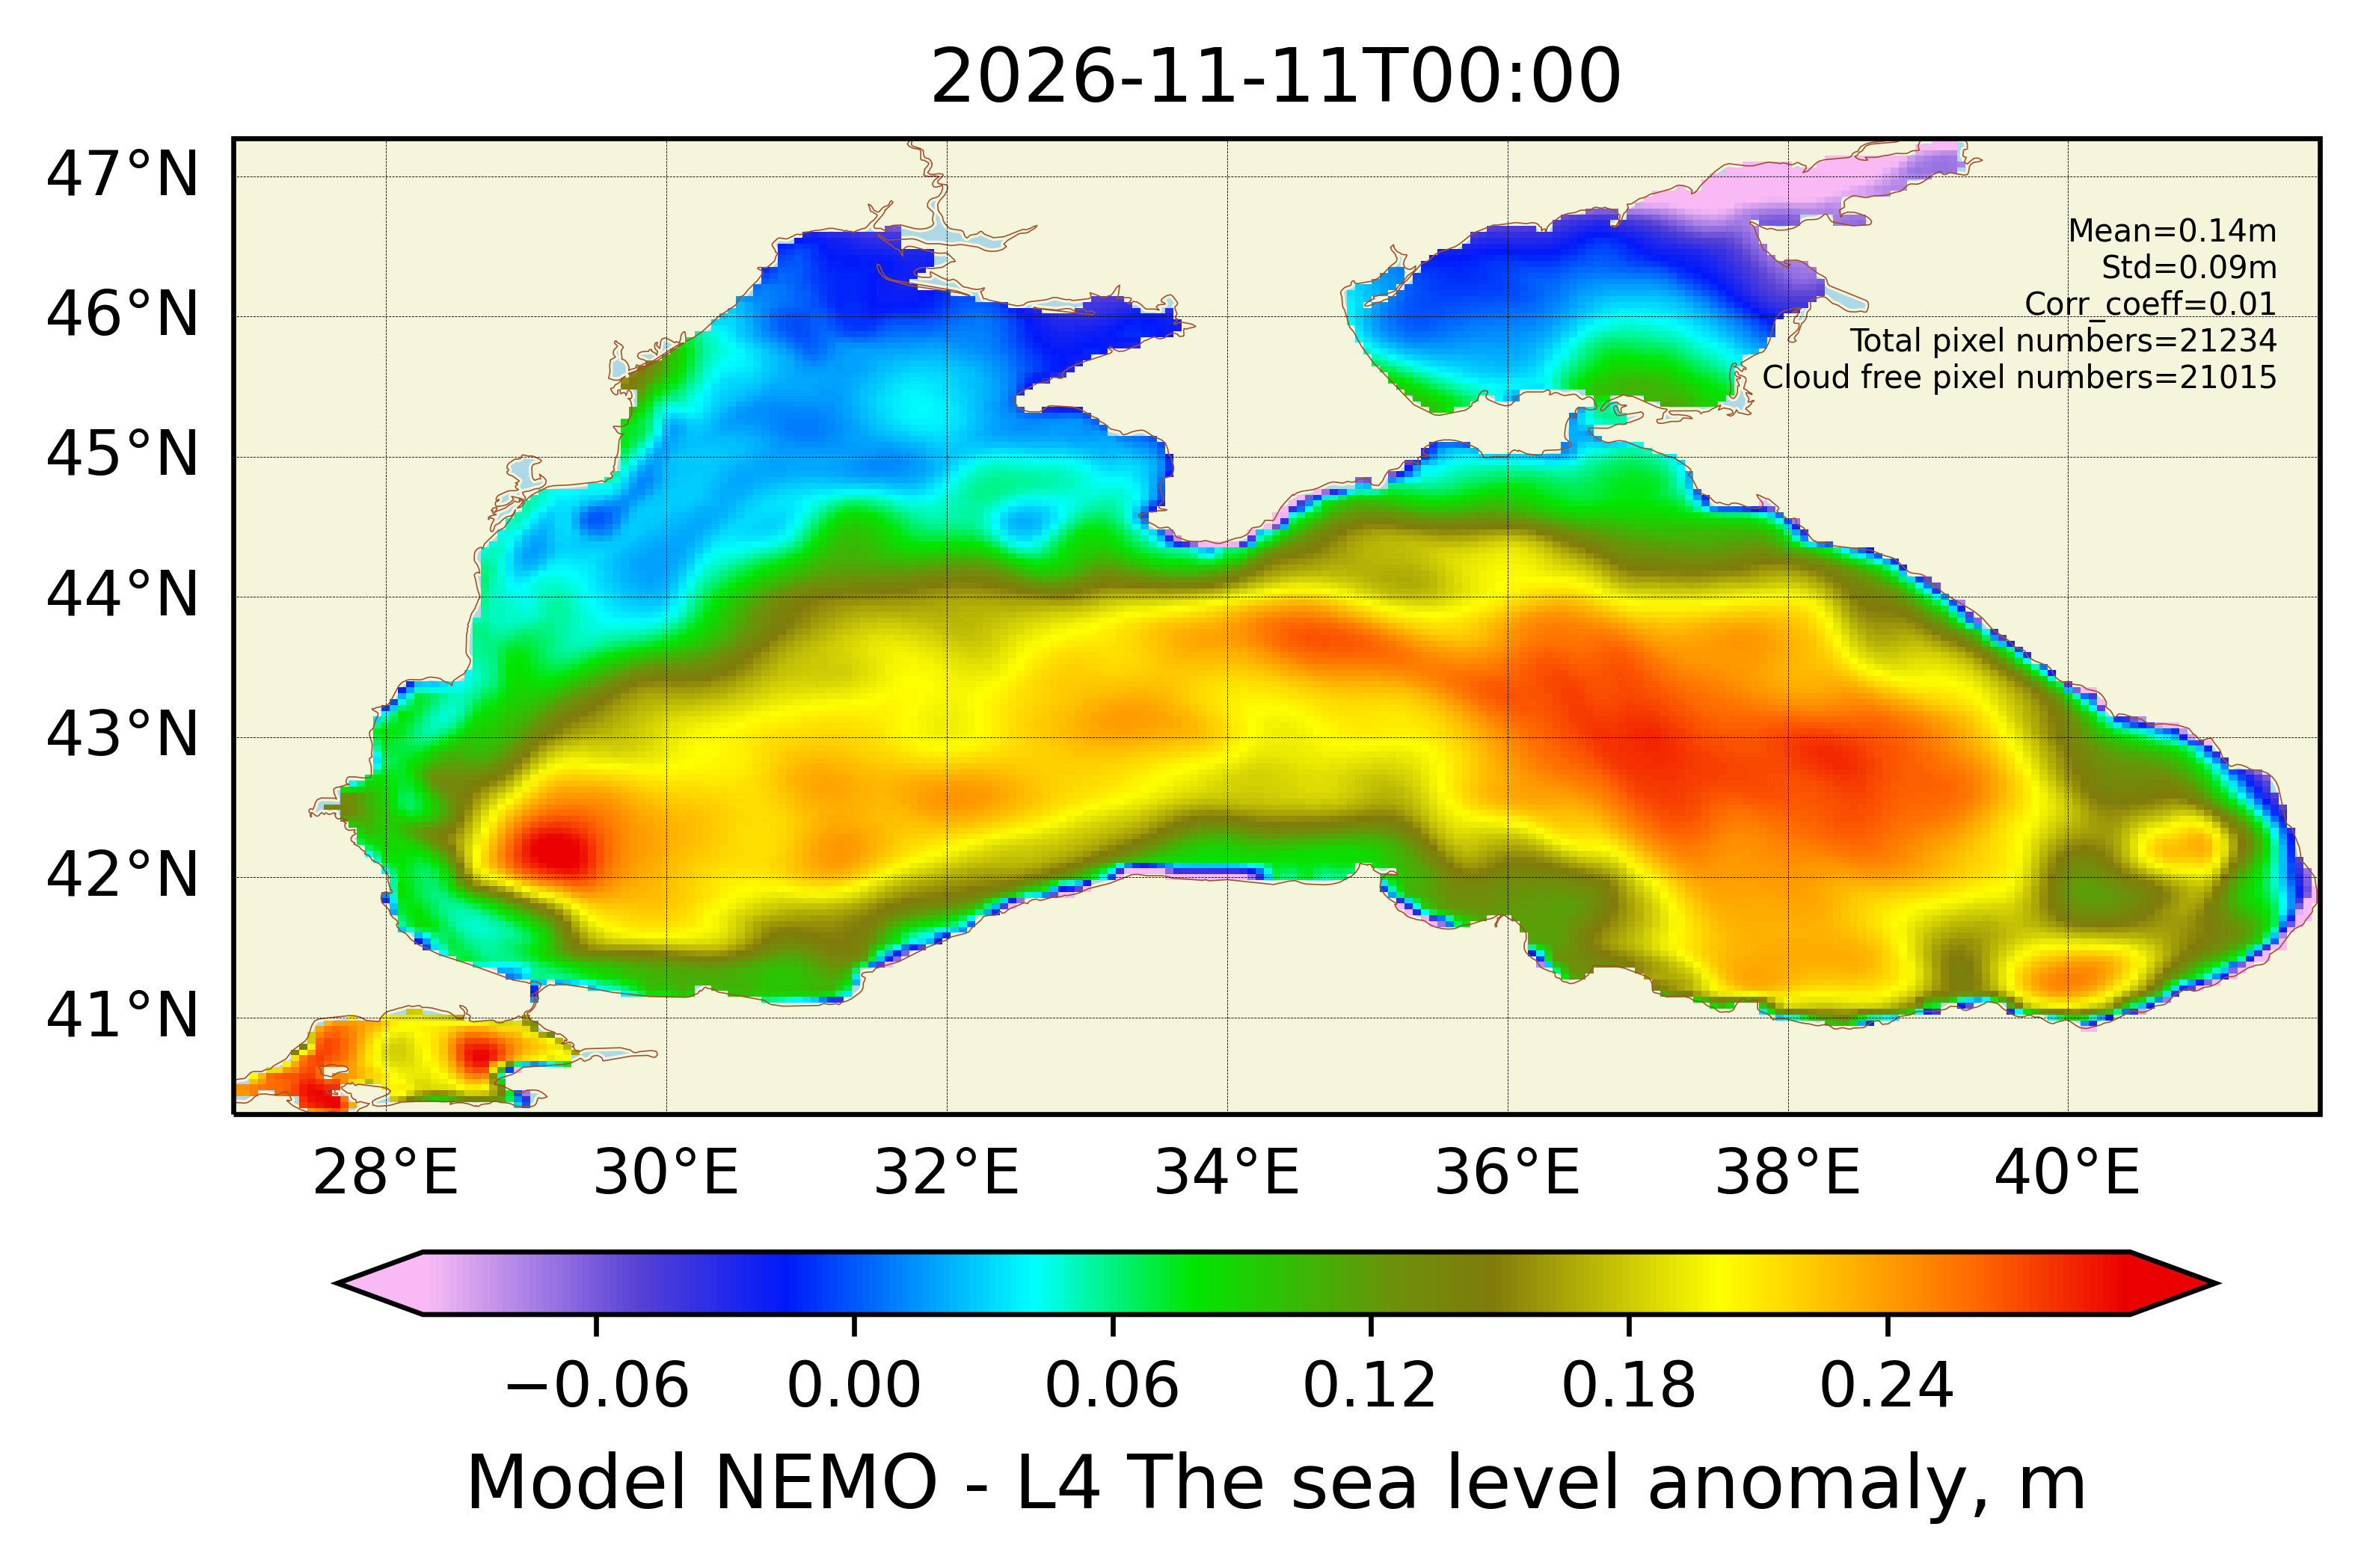 2026-11-11T00:00
47°N
46°N
45°N
44°N
43°N
42°N
41°N
Mean=0.14m
Std=0.09m
Corr_coeff=0.01
Total pixel numbers=21234
Cloud free pixel numbers=21015
28°E 30°E 32°E 34°E 36°E 38°E 40°E
−0.06 0.00 0.06 0.12 0.18 0.24
Model NEMO - L4 The sea level anomaly, m